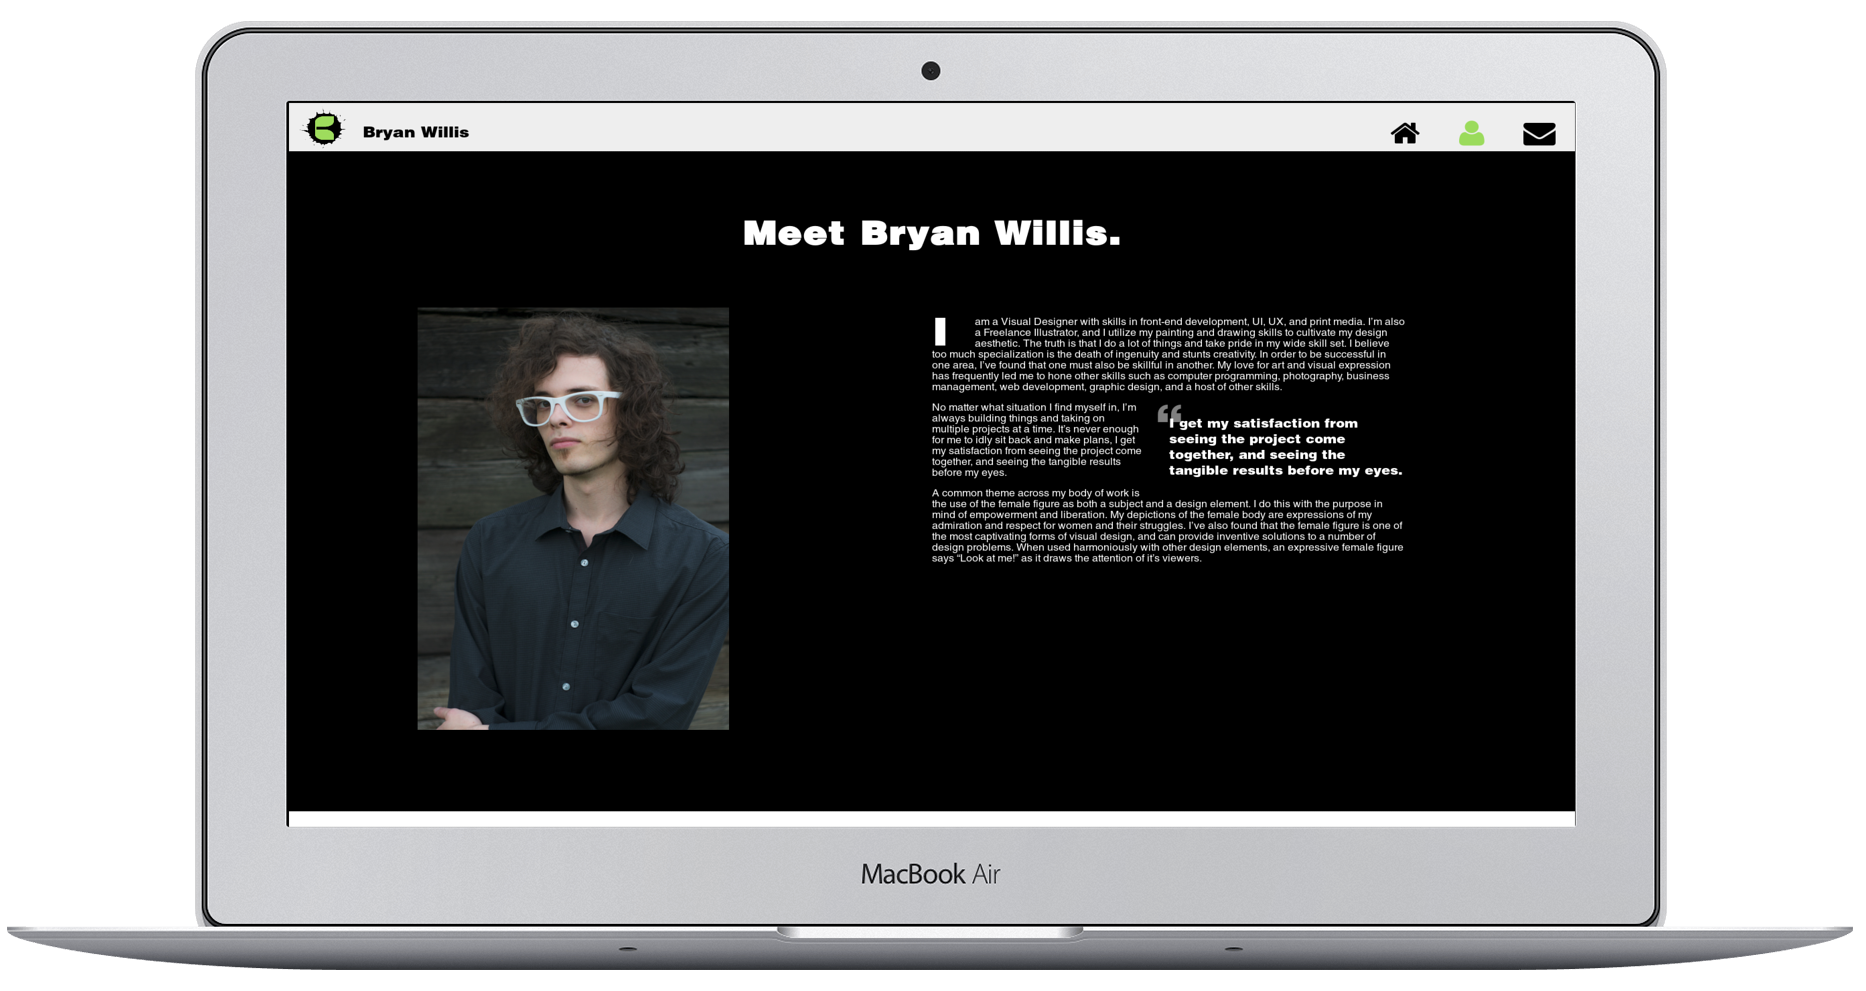 Bryan Willis
Meet Bryan Willis.
I am a Visual Designer with skills in front-end development, UI, UX, and print media. I'm also
a Freelance Illustrator, and I utilize my painting and drawing skills to cultivate my design
aesthetic. The truth is that I do a lot of things and take pride in my wide skill set. I believe
too much specialization is the death of ingenuity and stunts creativity. In order to be successful in
one area, I've found that one must also be skillful in another. My love for art and visual expression
has frequently led me to hone other skills such as computer programming, photography, business
management, web development, graphic design, and a host of other skills.
No matter what situation I find myself in, I'm
always building things and taking on
multiple projects at a time. It's never enough
for me to idly sit back and make plans, I get
my satisfaction from seeing the project come
together, and seeing the tangible results
before my eyes.
“
I get my satisfaction from
seeing the project come
together, and seeing the
tangible results before my eyes.
A common theme across my body of work is
the use of the female figure as both a subject and a design element. I do this with the purpose in
mind of empowerment and liberation. My depictions of the female body are expressions of my
admiration and respect for women and their struggles. I've also found that the female figure is one of
the most captivating forms of visual design, and can provide inventive solutions to a number of
design problems. When used harmoniously with other design elements, an expressive female figure
says “Look at me!” as it draws the attention of it's viewers.
MacBook Air